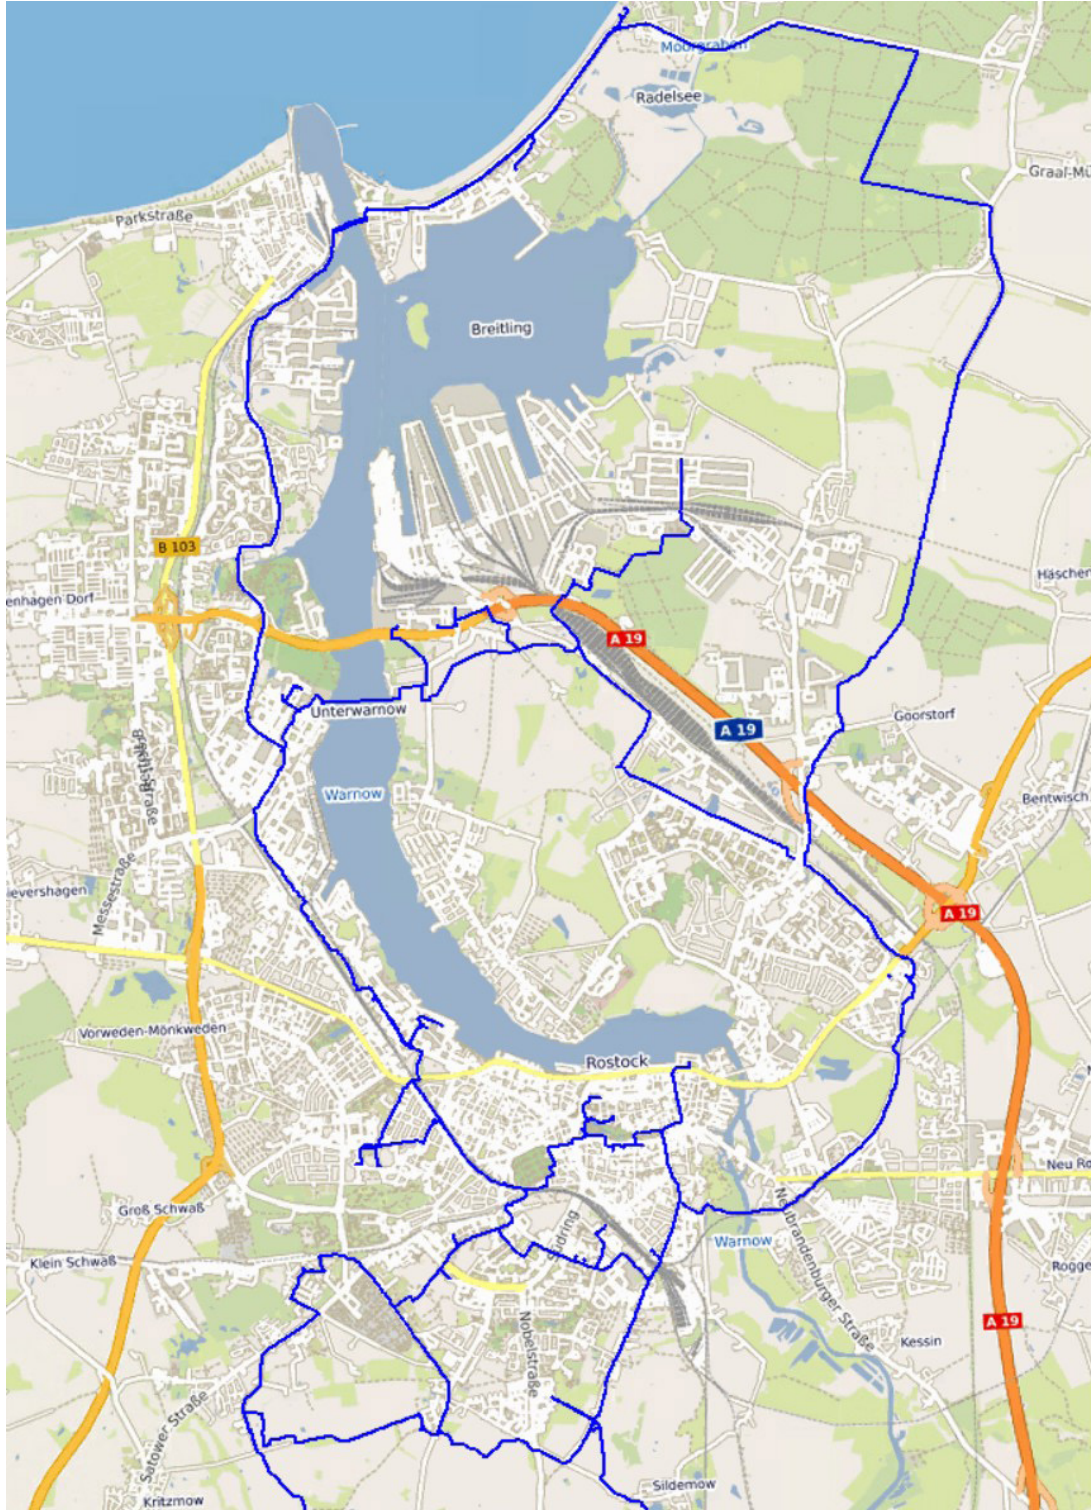 Moorgraben
Radelsee
Graal-Mü
Parkstraße
Breitling
B 103
Häschen
enhagen Dorf
A 19
Unterwarnow
Goorstorf
A 19
Warnow
Bentwisch
Messestraße
ievershagen
A 19
Vorweden-Mönkweden
Rostock
Neu Ro
Groß Schwaß
Südring
Warnow
Neubrandenburger Straße
Klein Schwaß
Rogge
A 19
Nobelstraße
Kessin
Satower Straße
Sildemow
Kritzmow